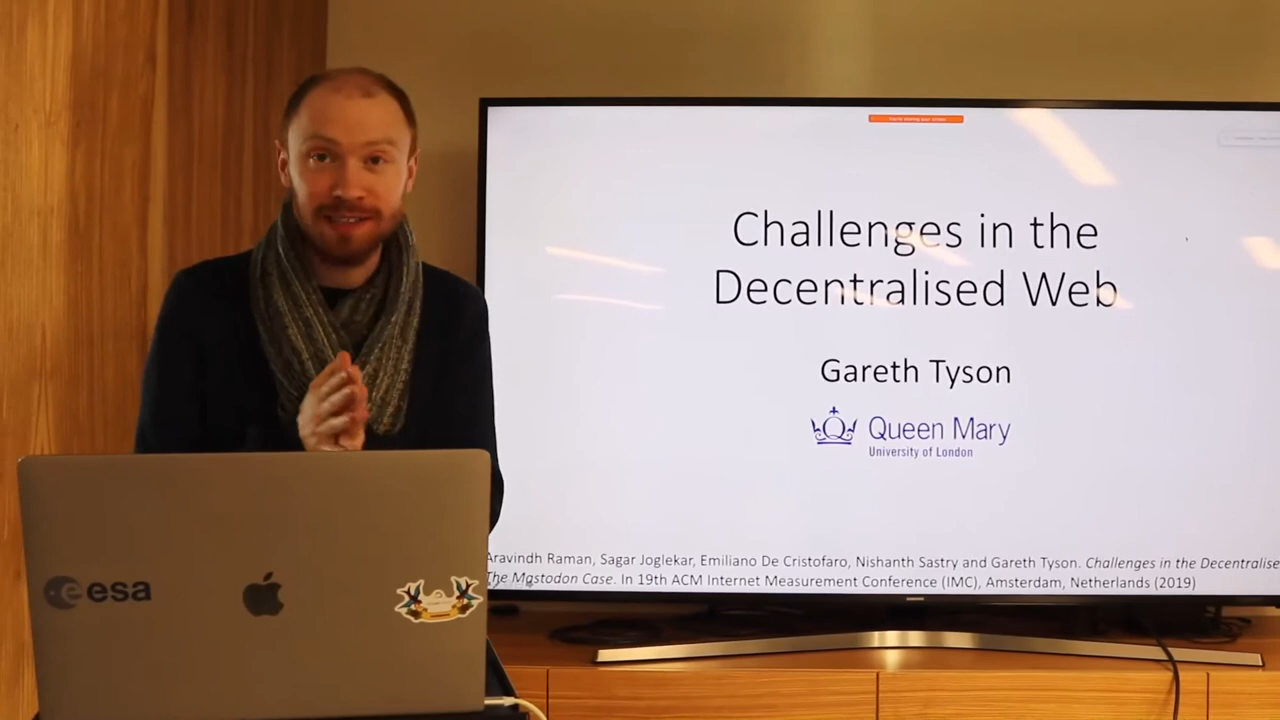 Challenges in the
Decentralised Web
Gareth Tyson
Queen Mary
University of London
Aravindh Raman, Sagar Joglekar, Emiliano De Cristofaro, Nishanth Sastry and Gareth Tyson. Challenges in the Decentralise
The Mastodon Case. In 19th ACM Internet Measurement Conference (IMC), Amsterdam, Netherlands (2019)
esa